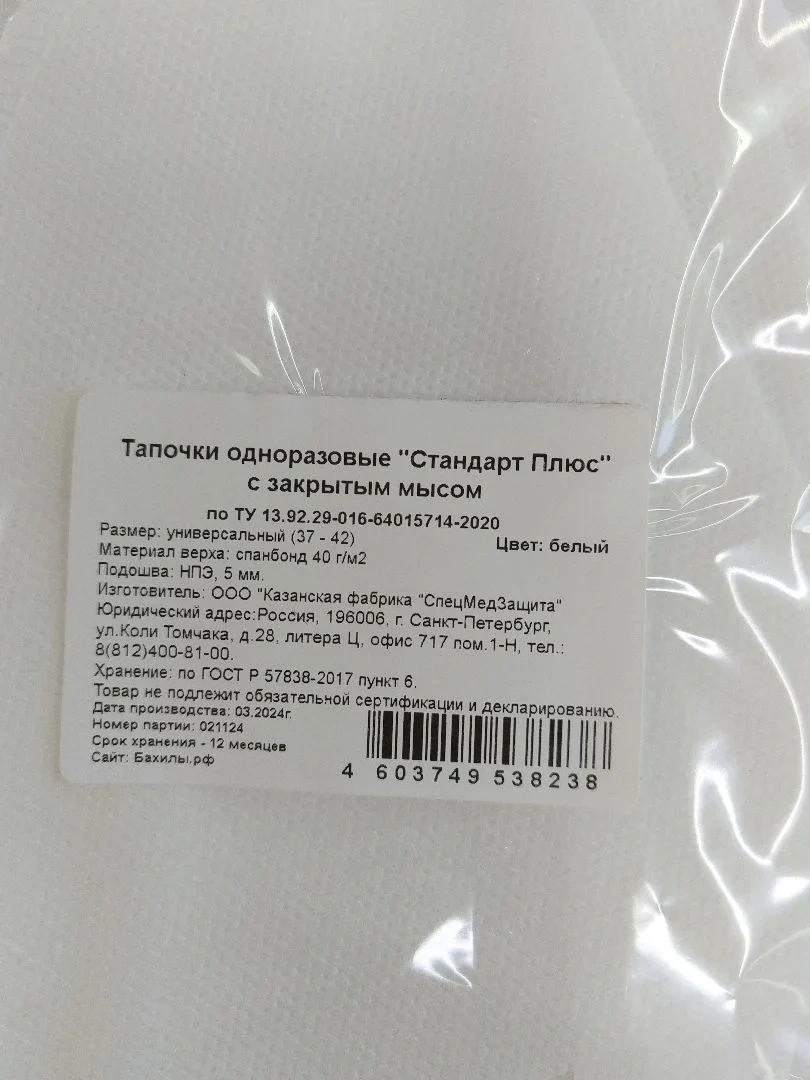 Тапочки одноразовые "Стандарт Плюс"
с закрытым мысом
по ТУ 13.92.29-016-64015714-2020
Размер: универсальный (37 - 42)
Цвет: белый
Материал верха: спанбонд 40 г/м2
Подошва: НПЭ, 5 мм.
Изготовитель: ООО "Казанская фабрика "СпецМедЗащита"
Юридический адрес:Россия, 196006, г. Санкт-Петербург,
ул.Коли Томчака, д.28, литера Ц, офис 717 пом.1-Н, тел.:
8(812)400-81-00.
Хранение: по ГОСТ Р 57838-2017 пункт 6.
Товар не подлежит обязательной сертификации и декларированию.
Дата производства: 03.2024г.
Номер партии: 021124
Срок хранения - 12 месяцев
Сайт: Бахилы.рф
4 603749 538238